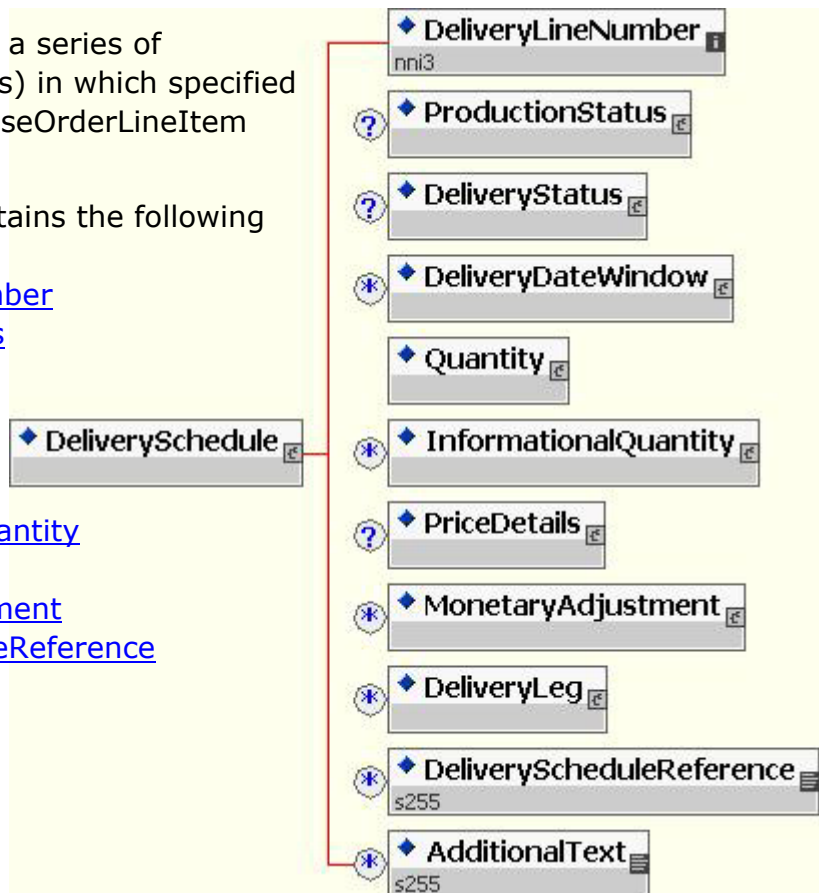 a series of
s) in which specified
seOrderLineItem
tains the following
nber
s
antity
ment
eReference
DeliverySchedule
DeliveryLineNumber
nni3
? ProductionStatus
? DeliveryStatus
* DeliveryDateWindow
Quantity
* InformationalQuantity
? PriceDetails
* MonetaryAdjustment
* DeliveryLeg
* DeliveryScheduleReference
s255
* AdditionalText
s255